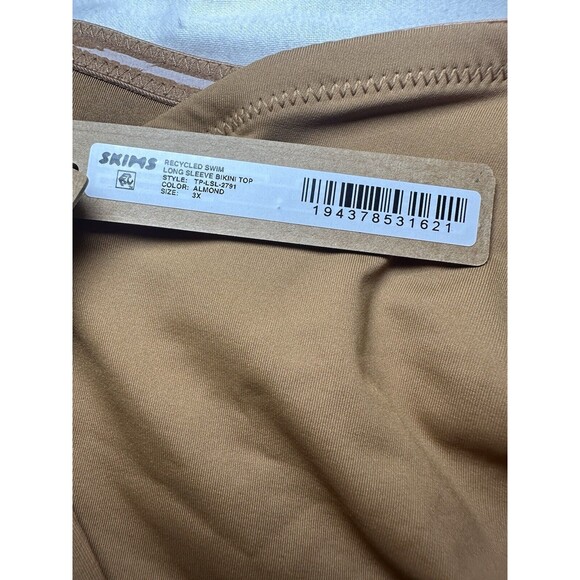 SKIMS
RECYCLED SWIM
LONG SLEEVE BIKINI TOP
STYLE: TP-LSL-2791
COLOR: ALMOND
SIZE: 3X
194378531621